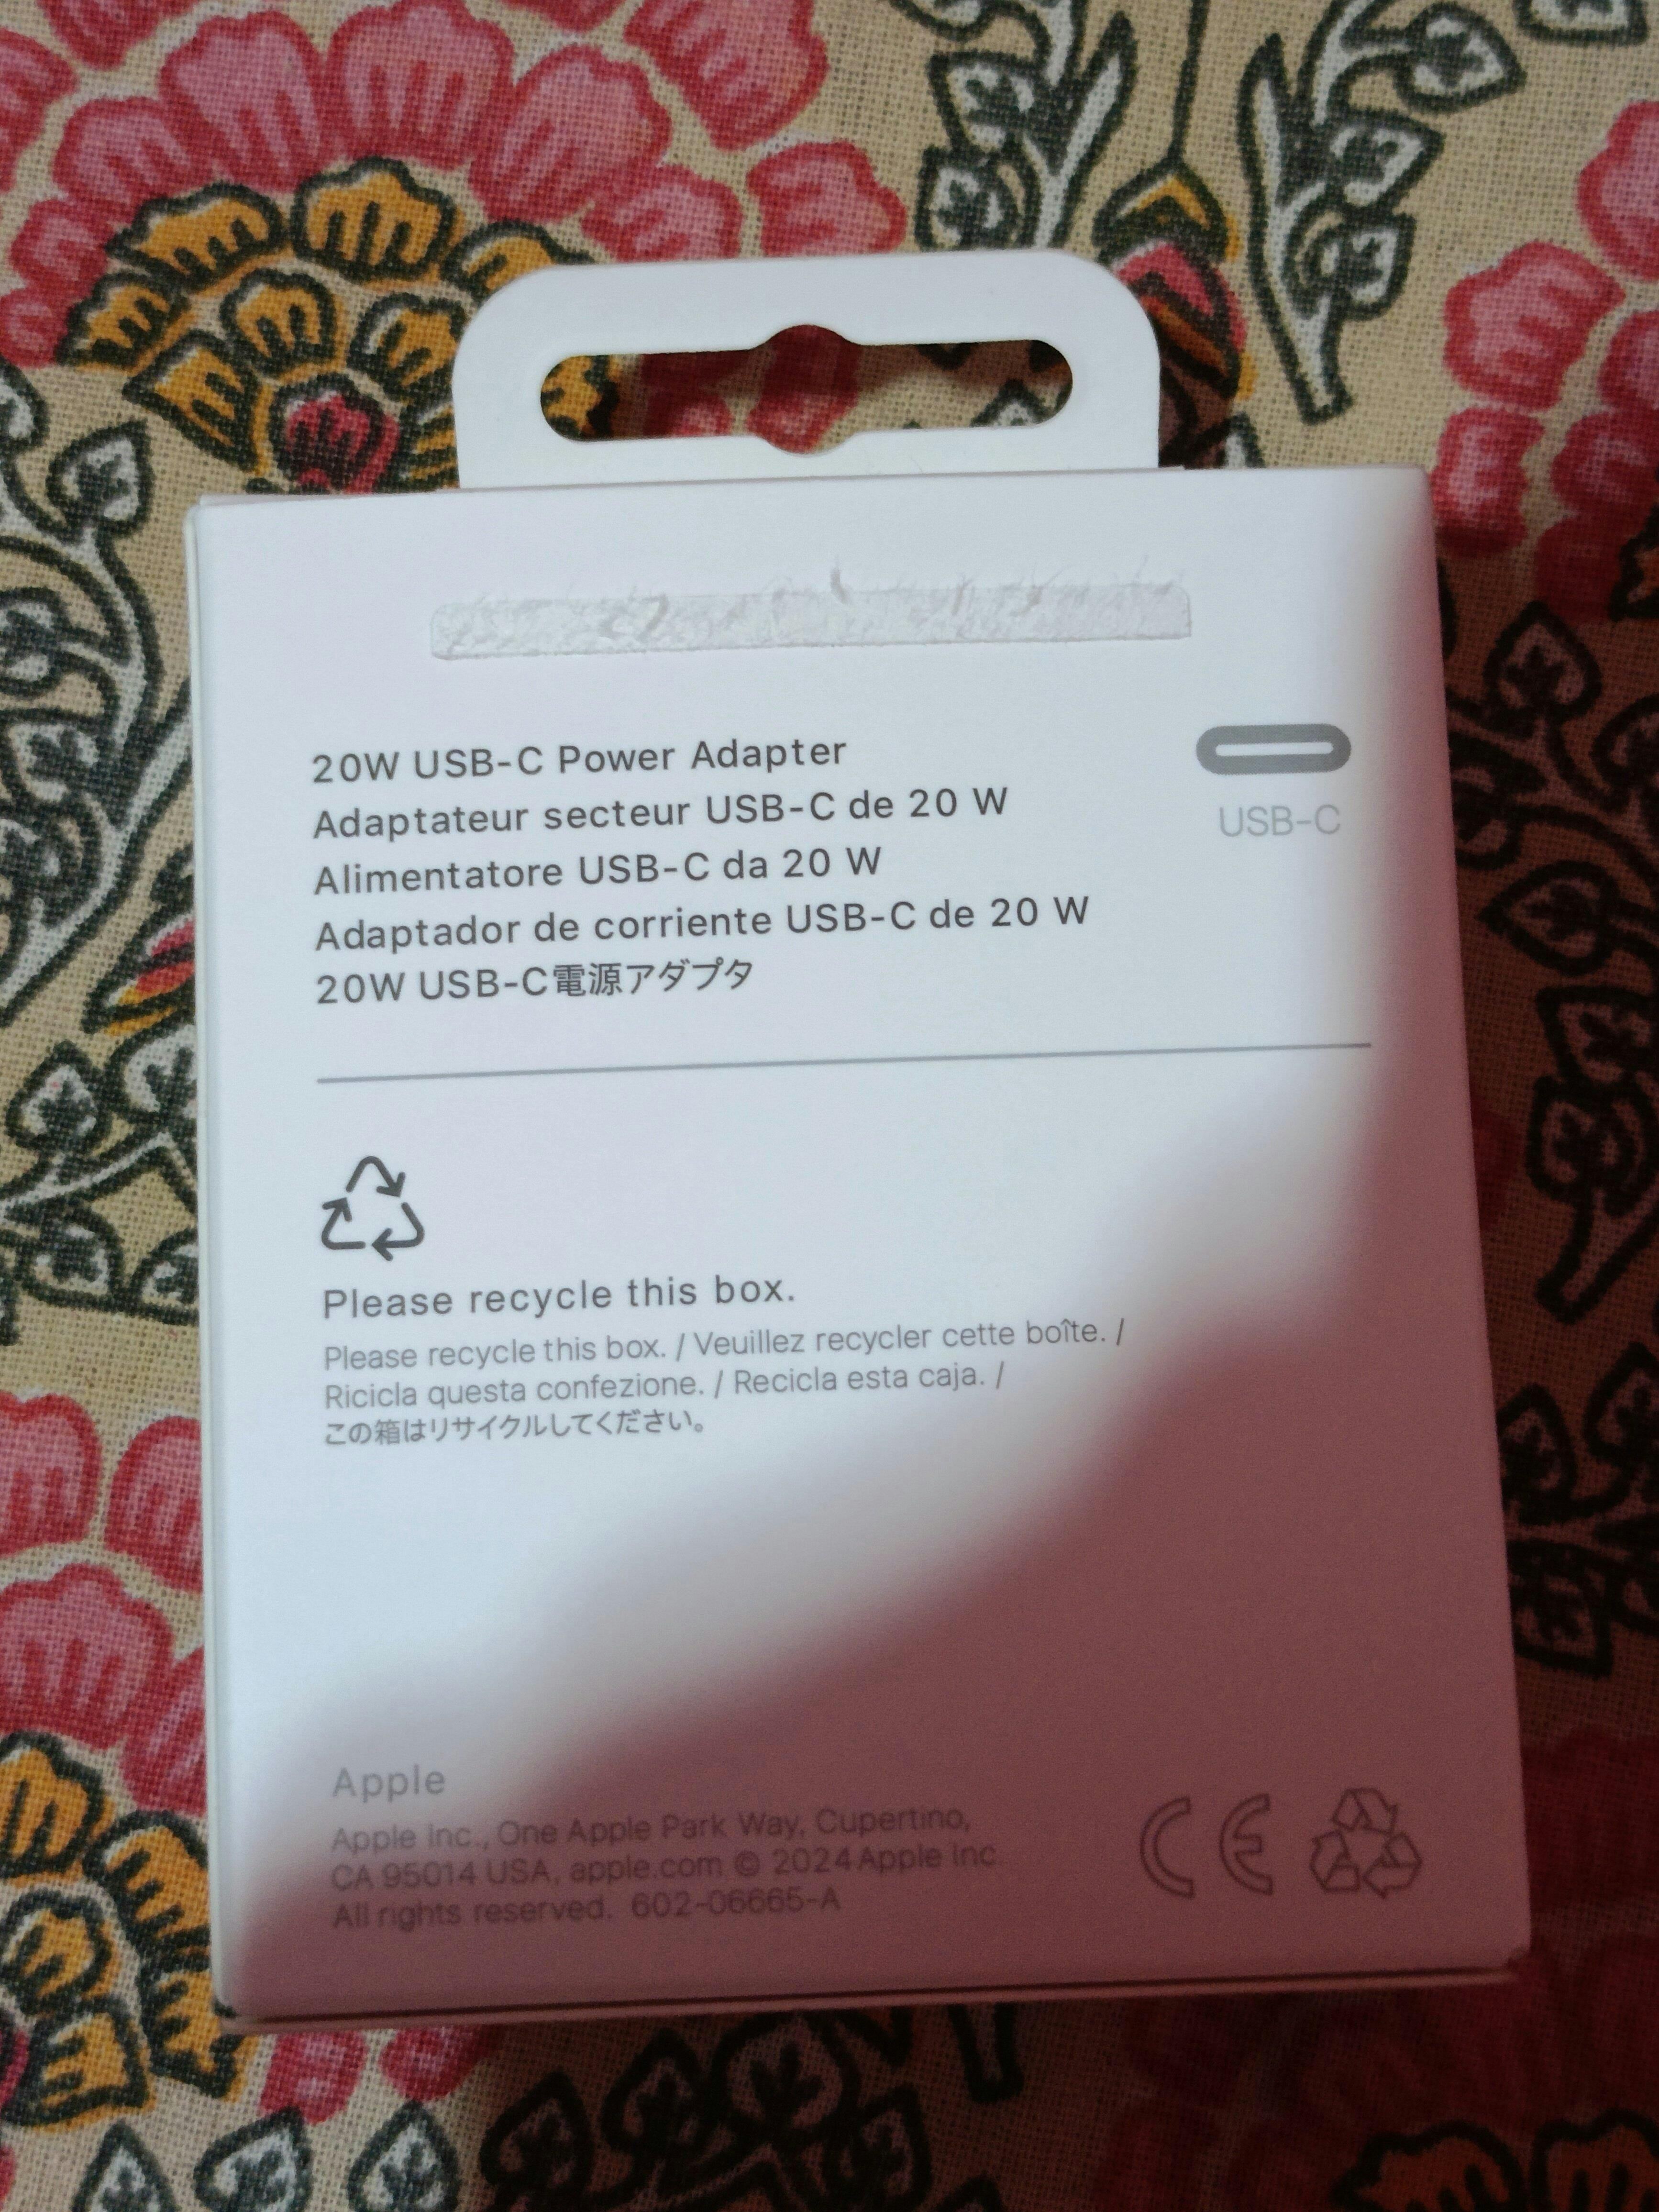 20W USB-C Power Adapter
USB-C
Adaptateur secteur USB-C de 20 W
Alimentatore USB-C da 20 W
Adaptador de corriente USB-C de 20 W
20W USB-C電源アダプタ
Please recycle this box.
Please recycle this box. / Veuillez recycler cette boîte. /
Ricicla questa confezione. / Recicla esta caja. /
この箱はリサイクルしてください。
Apple
Apple Inc., One Apple Park Way, Cupertino,
CA 95014 USA, apple.com © 2024 Apple Inc.
All rights reserved. 602-06665-A
CE